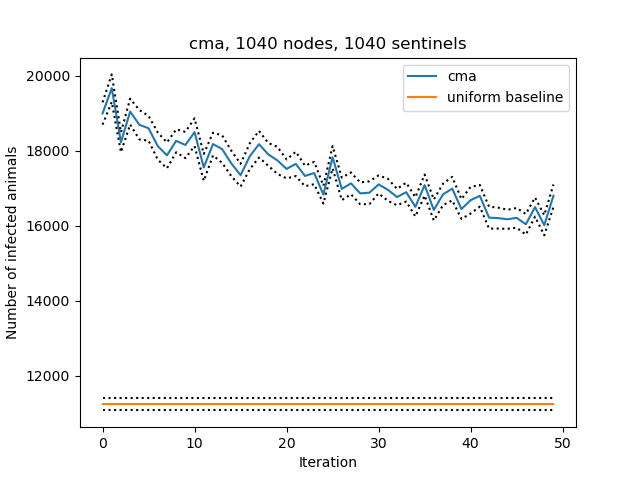 cma, 1040 nodes, 1040 sentinels
cma
uniform baseline
Number of infected animals
20000
18000
16000
14000
12000
0 10 20 30 40 50
Iteration